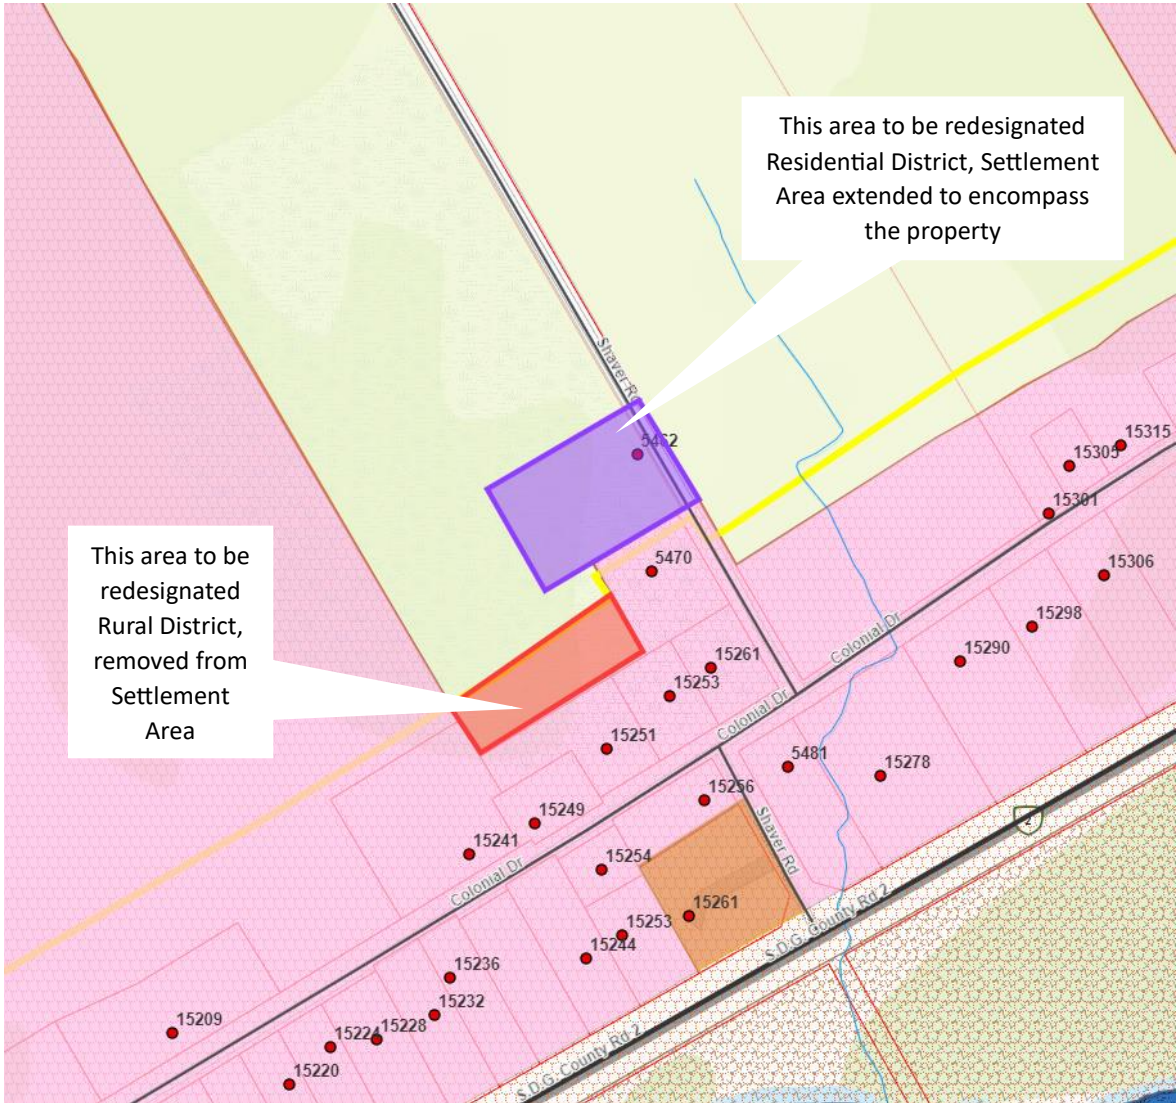 This area to be redesignated
Residential District, Settlement
Area extended to encompass
the property
Shaver Rd
5462
15315
15305
15301
This area to be
redesignated
Rural District,
removed from
Settlement
Area
5470
15306
15298
15290
Colonial Dr
15261
15253
Colonial Dr
15251
5481
15278
15256
Shaver Rd
2
15249
15241
15254
Colonial Dr
15261
15253
15244
S.D.G. County Rd 2
15236
15232
15209
15224
15228
15220
S.D.G. County Rd 2